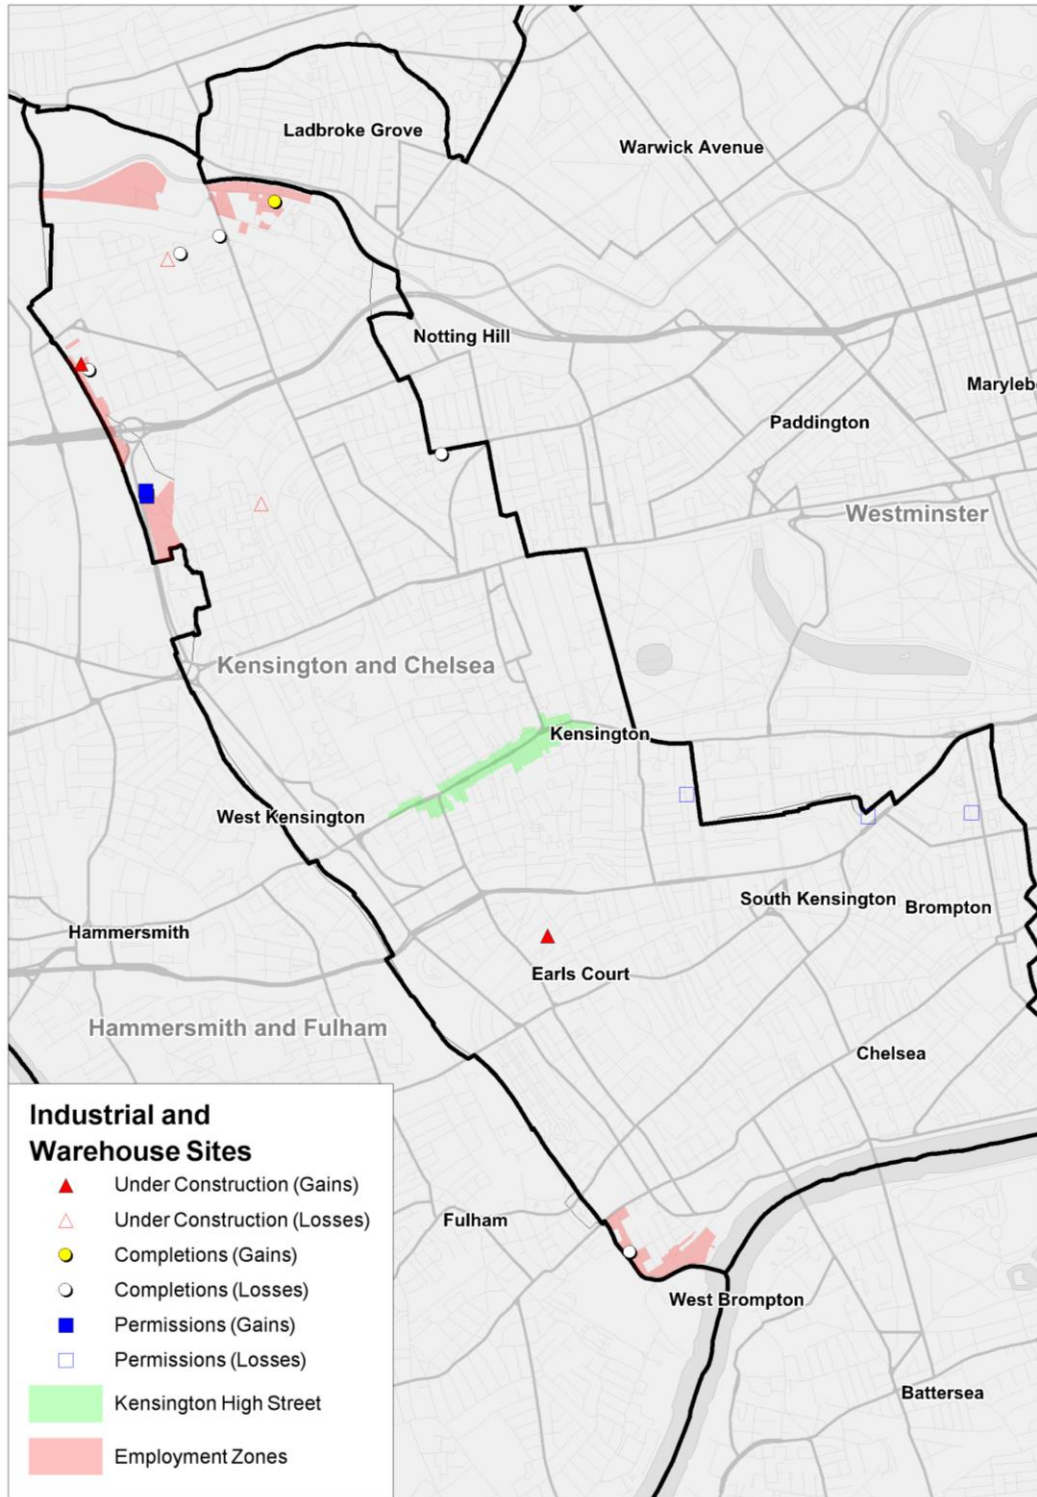 Ladbroke Grove
Warwick Avenue
Notting Hill
Maryleb
Paddington
Westminster
Kensington and Chelsea
Kensington
West Kensington
South Kensington
Brompton
Hammersmith
Earls Court
Hammersmith and Fulham
Chelsea
Industrial and
Warehouse Sites
Under Construction (Gains)
Under Construction (Losses)
Completions (Gains)
Completions (Losses)
Permissions (Gains)
Permissions (Losses)
Kensington High Street
Employment Zones
Fulham
West Brompton
Battersea